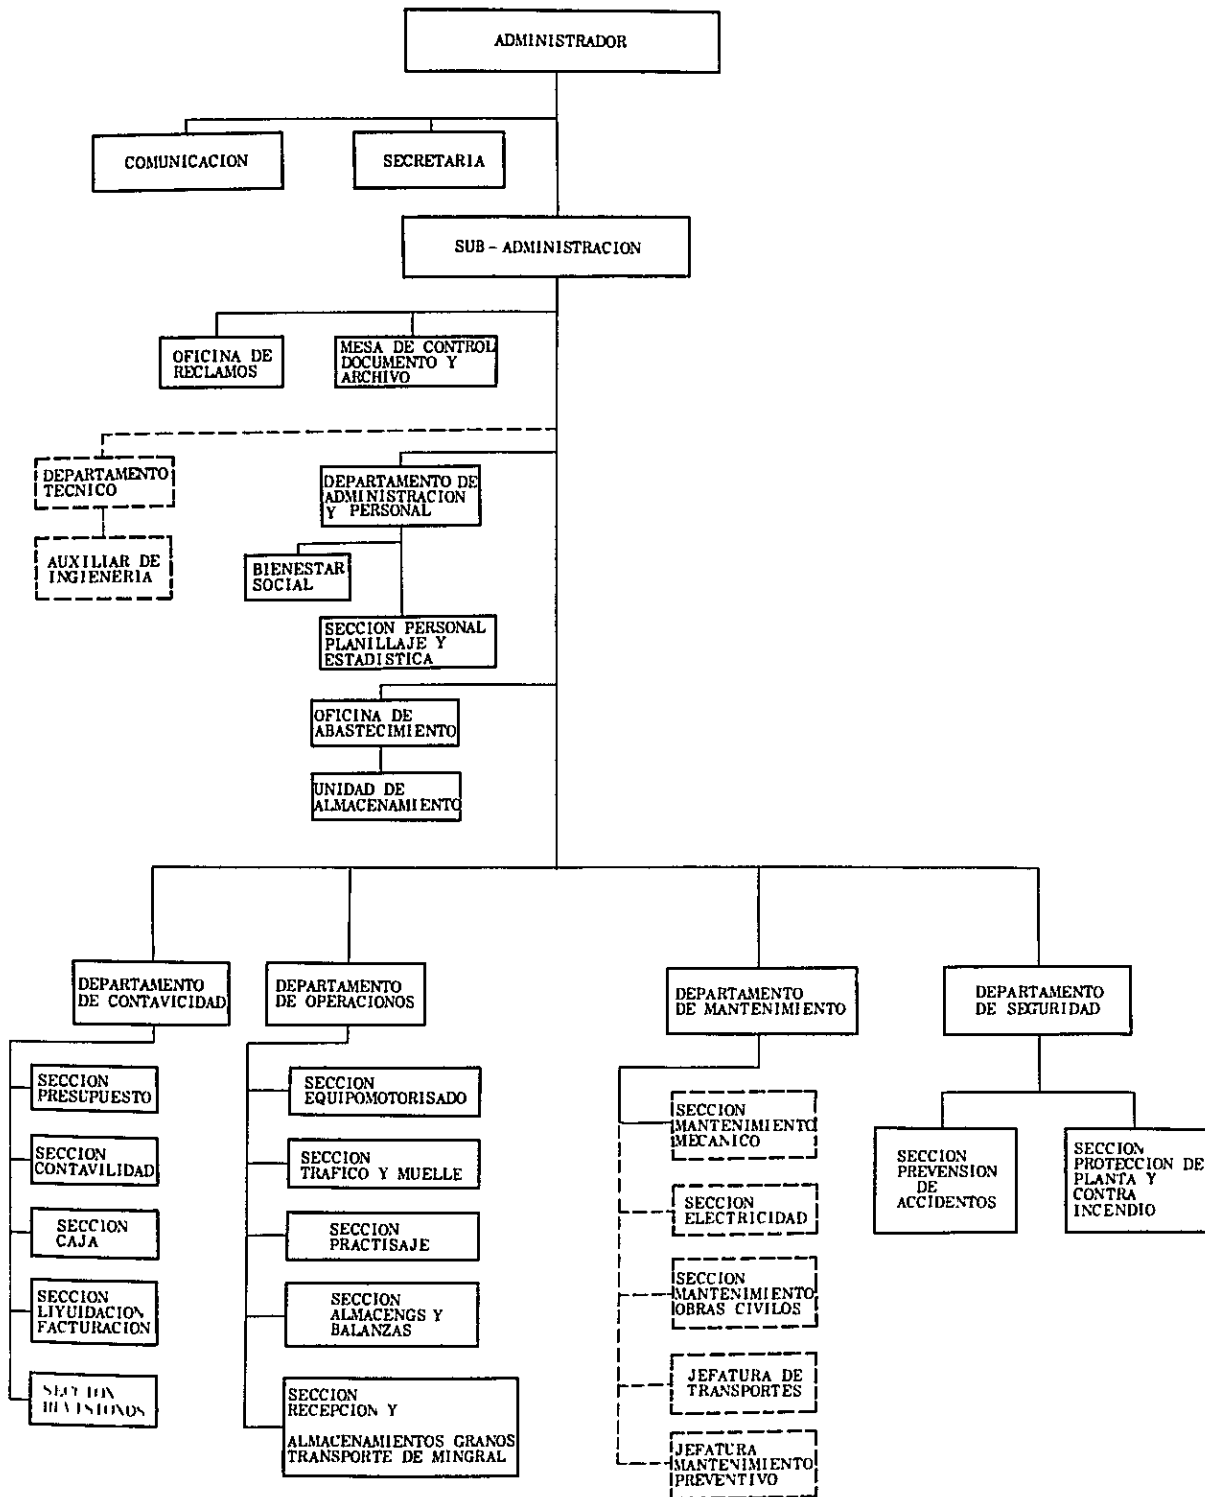 ADMINISTRADOR
COMUNICACION
SECRETARIA
SUB - ADMINISTRACION
OFICINA DE
RECLAMOS
MESA DE CONTROL
DOCUMENTO Y
ARCHIVO
DEPARTAMENTO
TECNICO
AUXILIAR DE
INGIENERIA
DEPARTAMENTO DE
ADMINISTRACION
Y PERSONAL
BIENESTAR
SOCIAL
SECCION PERSONAL
PLANILLAJE Y
ESTADISTICA
OFICINA DE
ABASTECIMIENTO
UNIDAD DE
ALMACENAMIENTO
DEPARTAMENTO
DE CONTAVICIDAD
SECCION
PRESUPUESTO
SECCION
CONTAVILIDAD
SECCION
CAJA
SECCION
LIYUIDACION
FACTURACION
SECCION
DEPARTAMENTO
DE OPERACIONOS
SECCION
EQUIPOMOTORISADO
SECCION
TRAFICO Y MUELLE
SECCION
PRACTISAJE
SECCION
ALMACENGS Y
BALANZAS
SECCION
RECEPCION Y
ALMACENAMIENTOS GRANOS
TRANSPORTE DE MINGRAL
DEPARTAMENTO
DE MANTENIMIENTO
SECCION
MANTENIMIENTO
MECANICO
SECCION
ELECTRICIDAD
SECCION
MANTENIMIENTO
OBRAS CIVILOS
JEFATURA DE
TRANSPORTES
JEFATURA
MANTENIMIENTO
PREVENTIVO
DEPARTAMENTO
DE SEGURIDAD
SECCION
PREVENSION
DE
ACCIDENTOS
SECCION
PROTECCION DE
PLANTA Y
CONTRA
INCENDIO